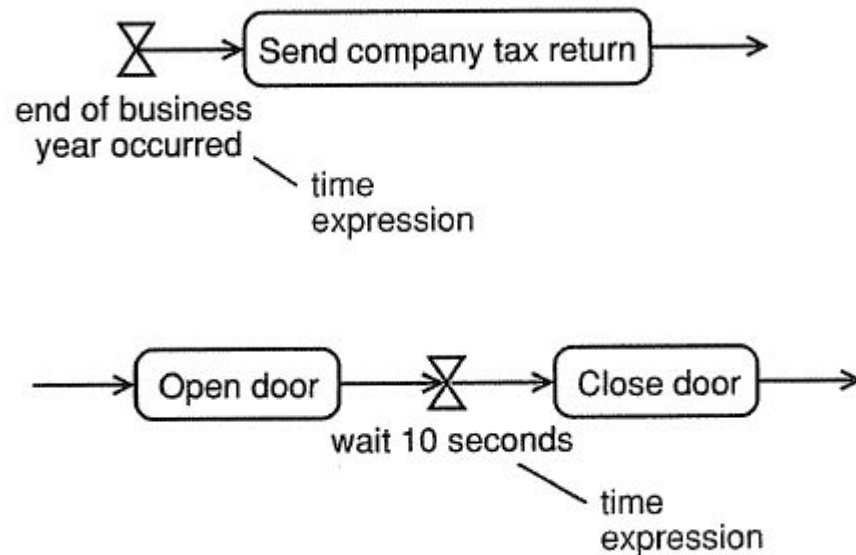 Send company tax return
end of business
year occurred
time
expression
Open door
Close door
wait 10 seconds
time
expression